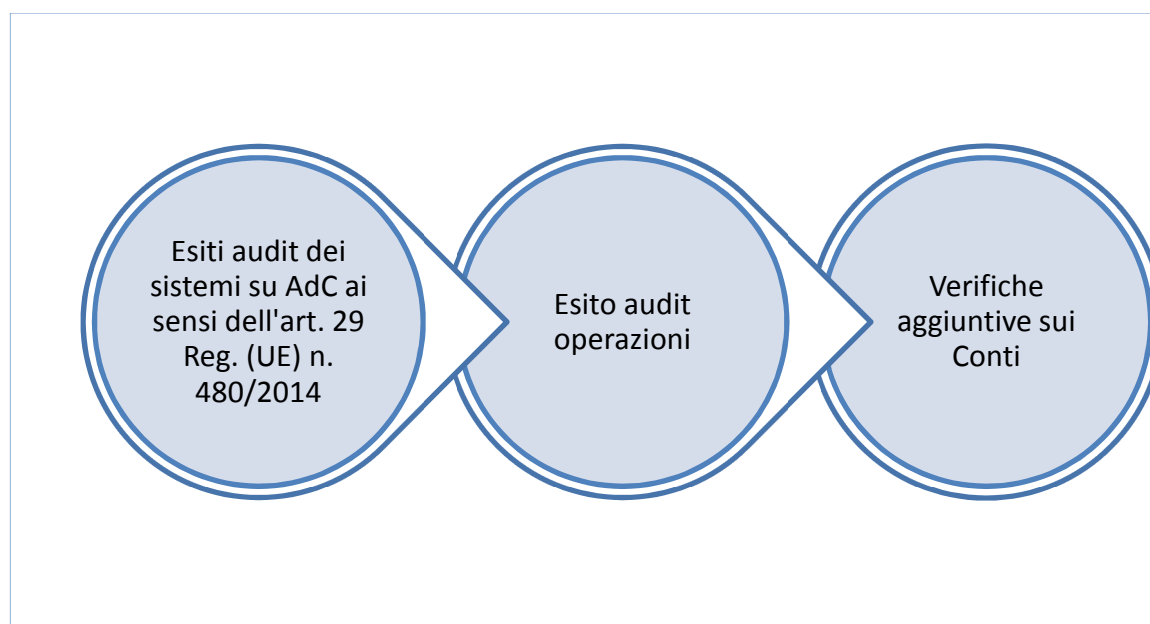 Esiti audit dei
sistemi su AdC ai
sensi dell'art. 29
Reg. (UE) n.
480/2014
Esito audit
operazioni
Verifiche
aggiuntive sui
Conti